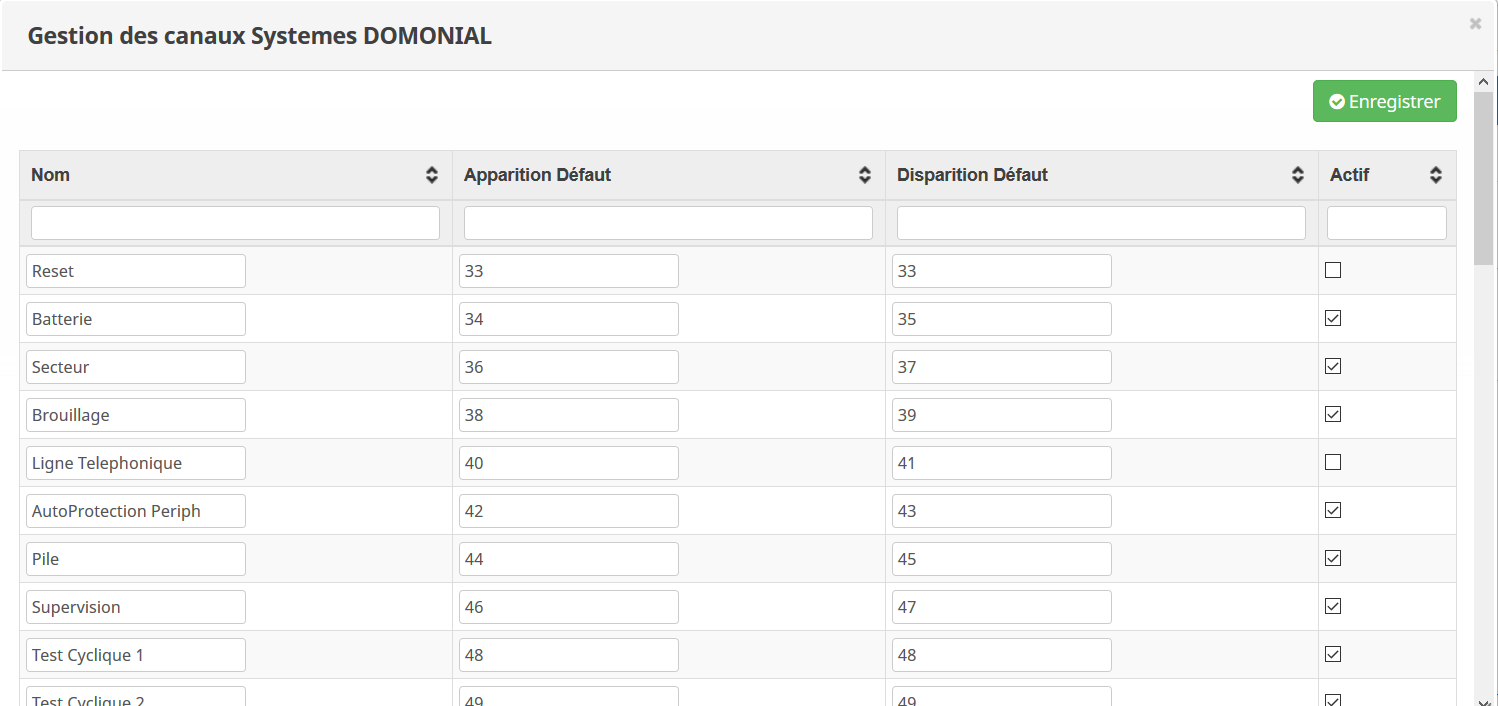 Gestion des canaux Systemes DOMONIAL
Enregistrer
Nom Apparition Défaut Disparition Défaut Actif
Reset 33 33
Batterie 34 35
Secteur 36 37
Brouillage 38 39
Ligne Telephonique 40 41
AutoProtection Periph 42 43
Pile 44 45
Supervision 46 47
Test Cyclique 1 48 48
Test Cyclique 2 49 49